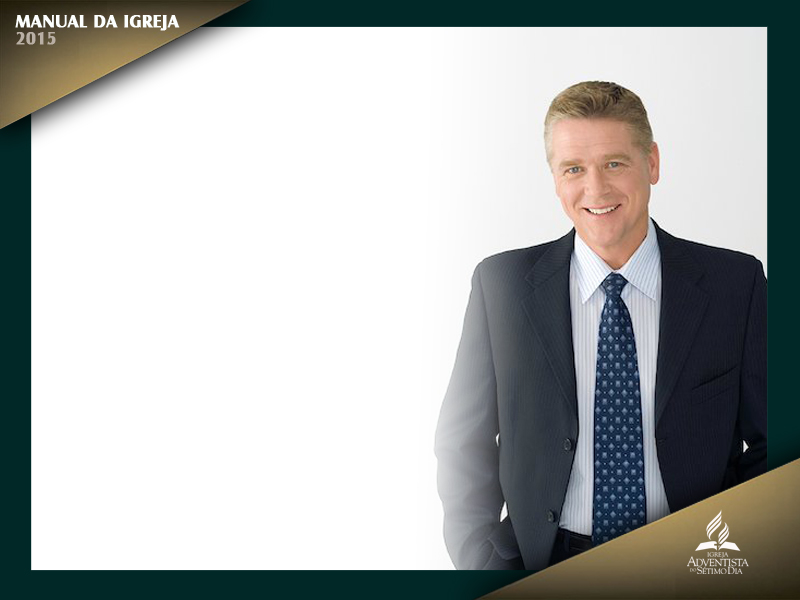 MANUAL DA IGREJA
2015
IGREJA
ADVENTISTA
DO SÉTIMO DIA